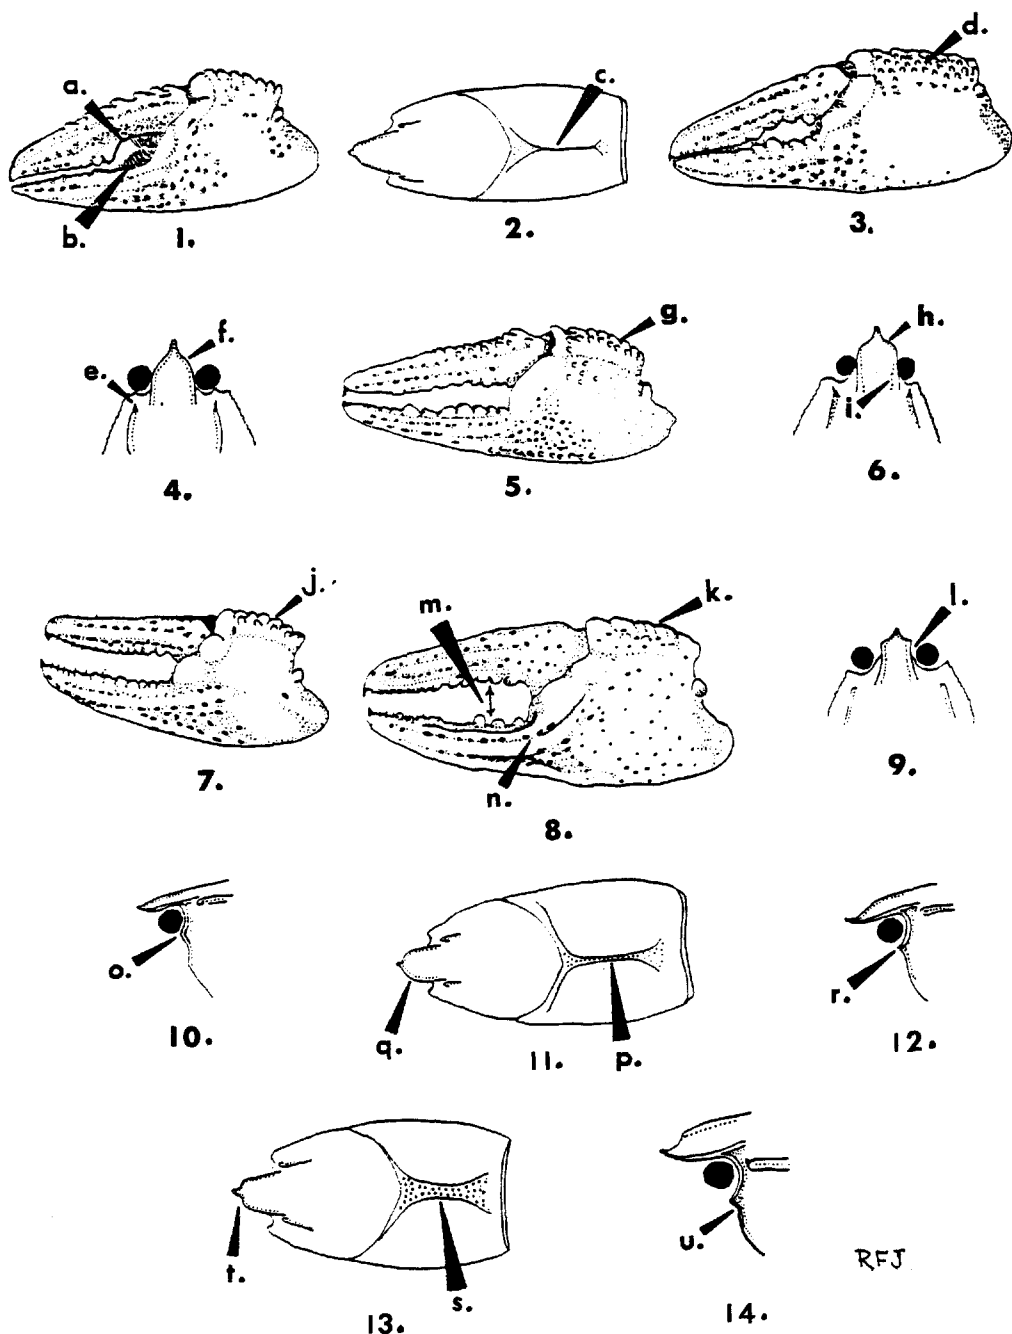 d.
a.
c.
b.
1.
2.
3.
g.
f.
h.
e.
i.
4.
5.
6.
j.
m.
k.
l.
7.
n.
8.
9.
o.
r.
q.
10.
11.
p.
12.
u.
t.
s.
RFJ
13.
14.